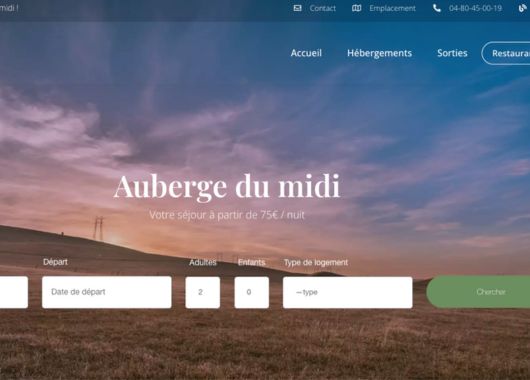 midi !
Contact
Emplacement
04-80-45-00-19
Accueil
Hébergements
Sorties
Auberge du midi
Votre séjour à partir de 75€ / nuit
Départ
Adultes
Enfants
Type de logement
Date de départ
2
0
—type
Chercher